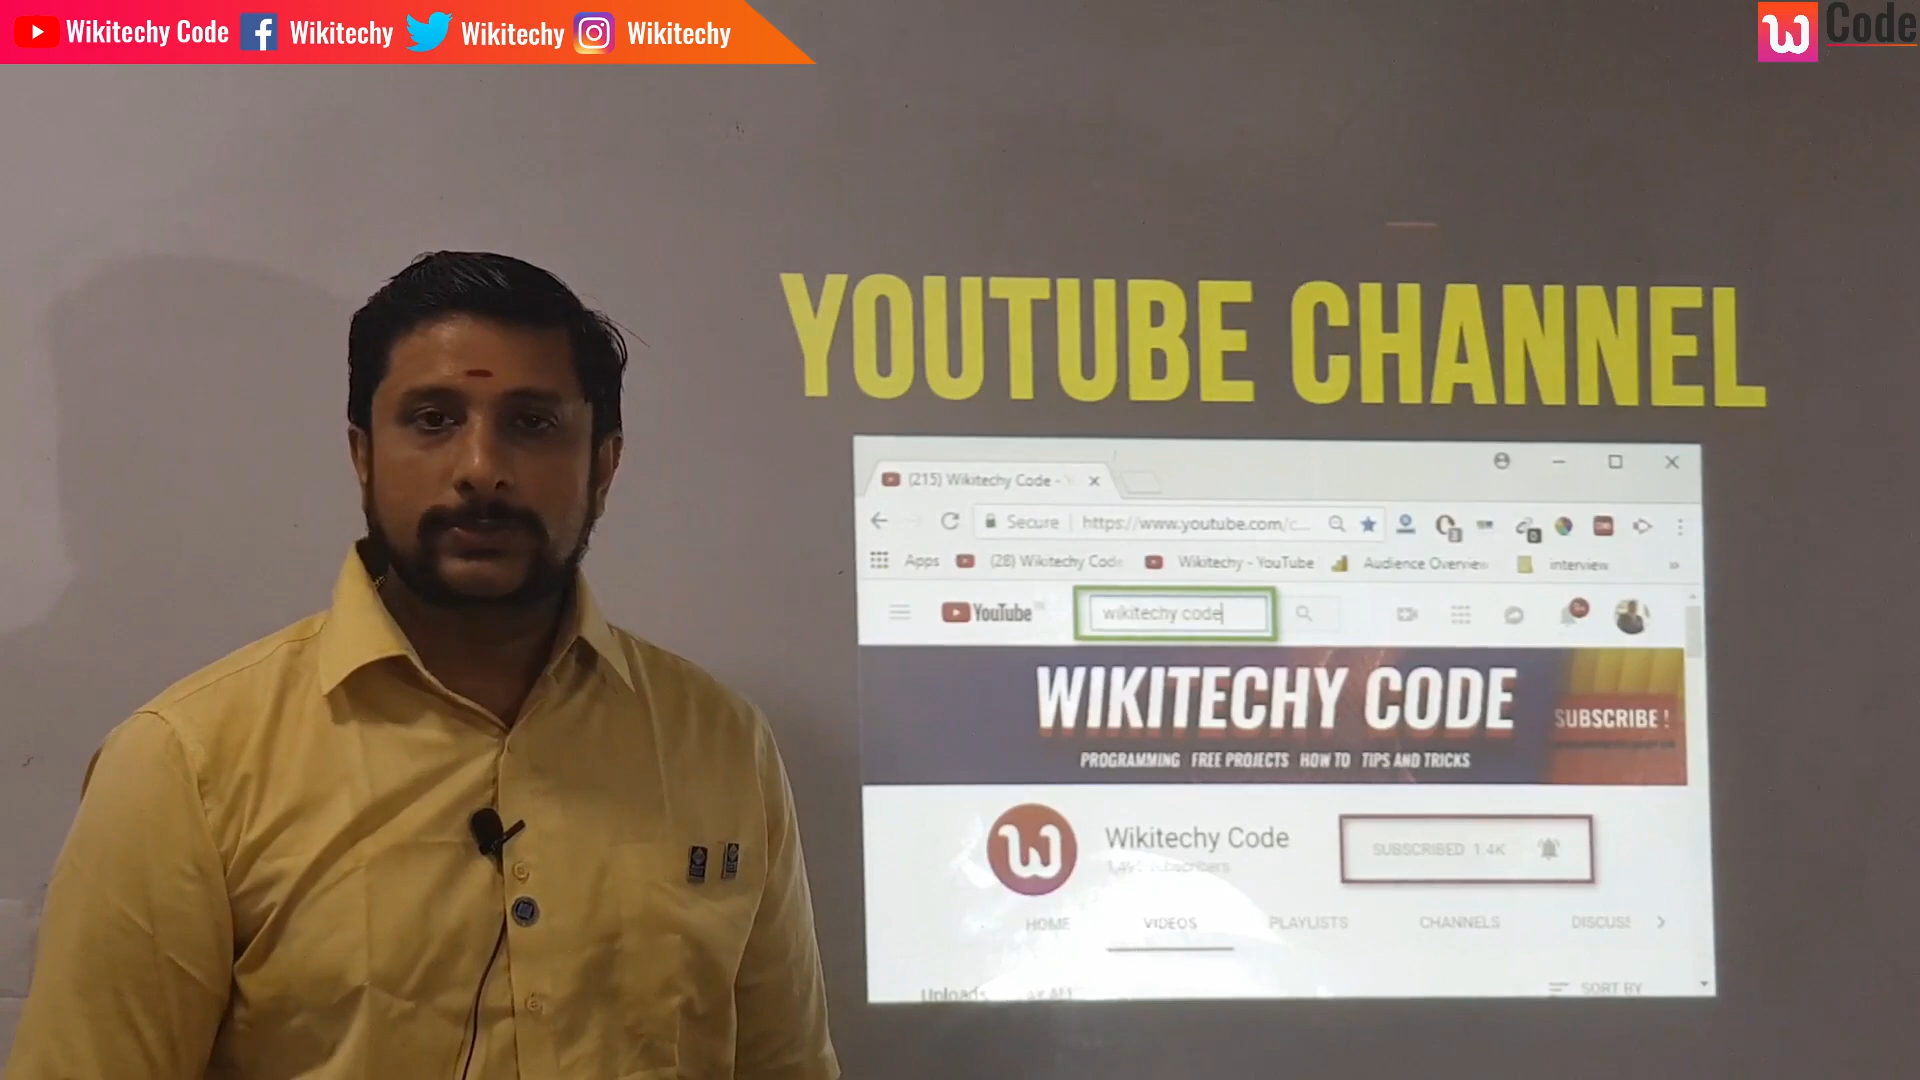 Wikitechy Code Wikitechy Wikitechy Wikitechy
Code
YOUTUBE CHANNEL
(215) Wikitechy Code -
Secure https://www.youtube.com/c...
Apps (28) Wikitechy Code Wikitechy - YouTube Audience Overview interview »
YouTube wikitechy code
WIKITECHY CODE
SUBSCRIBE !
PROGRAMMING FREE PROJECTS HOW TO TIPS AND TRICKS
Wikitechy Code
SUBSCRIBED 1.4K
HOME VIDEOS PLAYLISTS CHANNELS DISCUSS
Uploads SORT BY